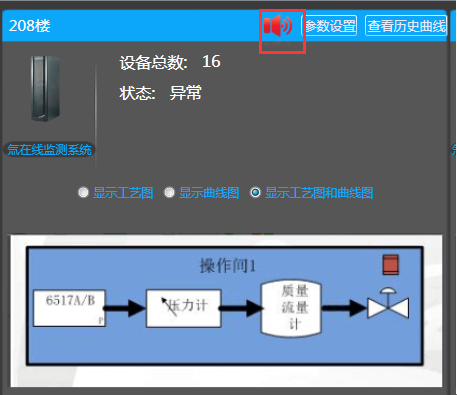 208楼
参数设置
查看历史曲线
设备总数: 16
状态: 异常
氚在线监测系统
显示工艺图
显示曲线图
显示工艺图和曲线图
操作间1
6517A/B
P
压力计
质量
流量
计